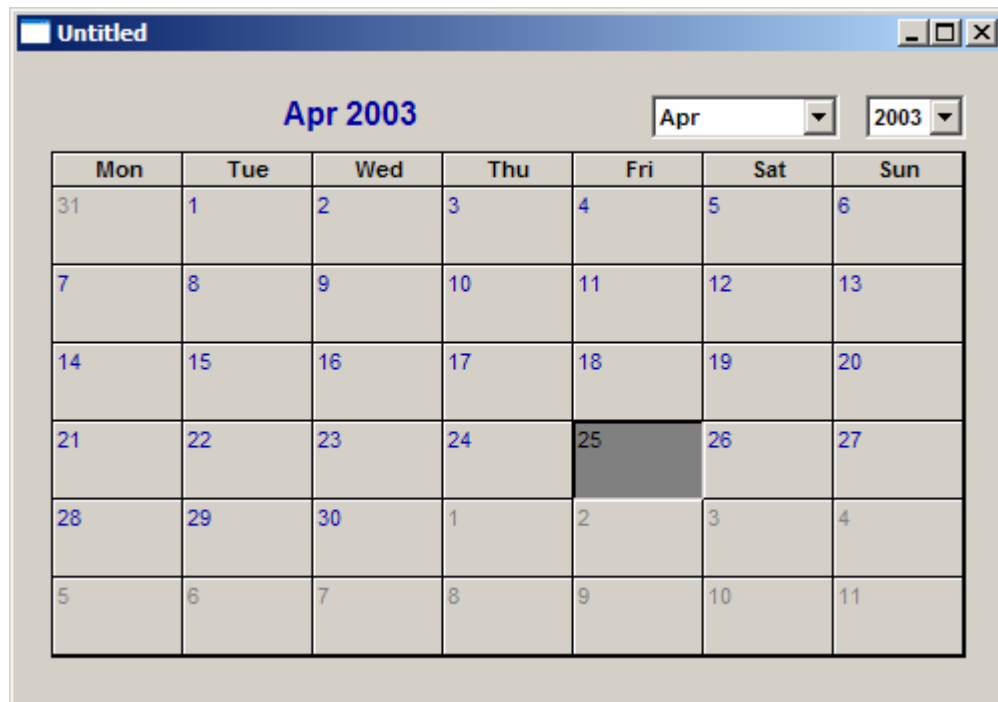 Untitled
Apr 2003 Apr 2003
Mon Tue Wed Thu Fri Sat Sun
31 1 2 3 4 5 6
7 8 9 10 11 12 13
14 15 16 17 18 19 20
21 22 23 24 25 26 27
28 29 30 1 2 3 4
5 6 7 8 9 10 11